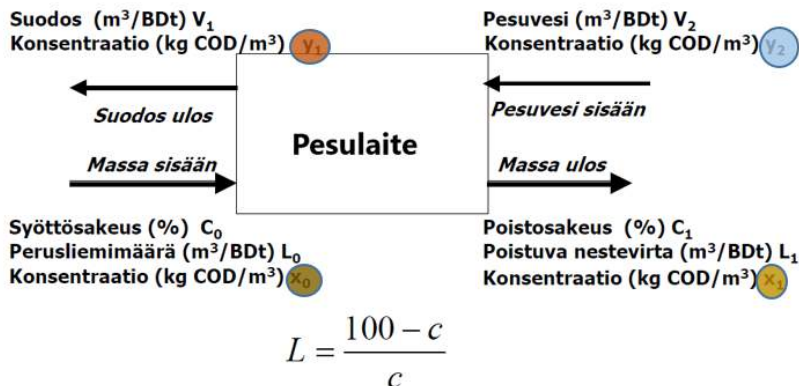 Suodos (m³/BDt) V₁
Konsentraatio (kg COD/m³) y₁
Pesuvesi (m³/BDt) V₂
Konsentraatio (kg COD/m³) y₂
Suodos ulos
Pesuvesi sisään
Pesulaite
Massa sisään
Massa ulos
Syöttösakeus (%) C₀
Perusliemimäärä (m³/BDt) L₀
Konsentraatio (kg COD/m³) x₀
Poistosakeus (%) C₁
Poistuva nestevirta (m³/BDt) L₁
Konsentraatio (kg COD/m³) x₁
L = (100 − c) / c